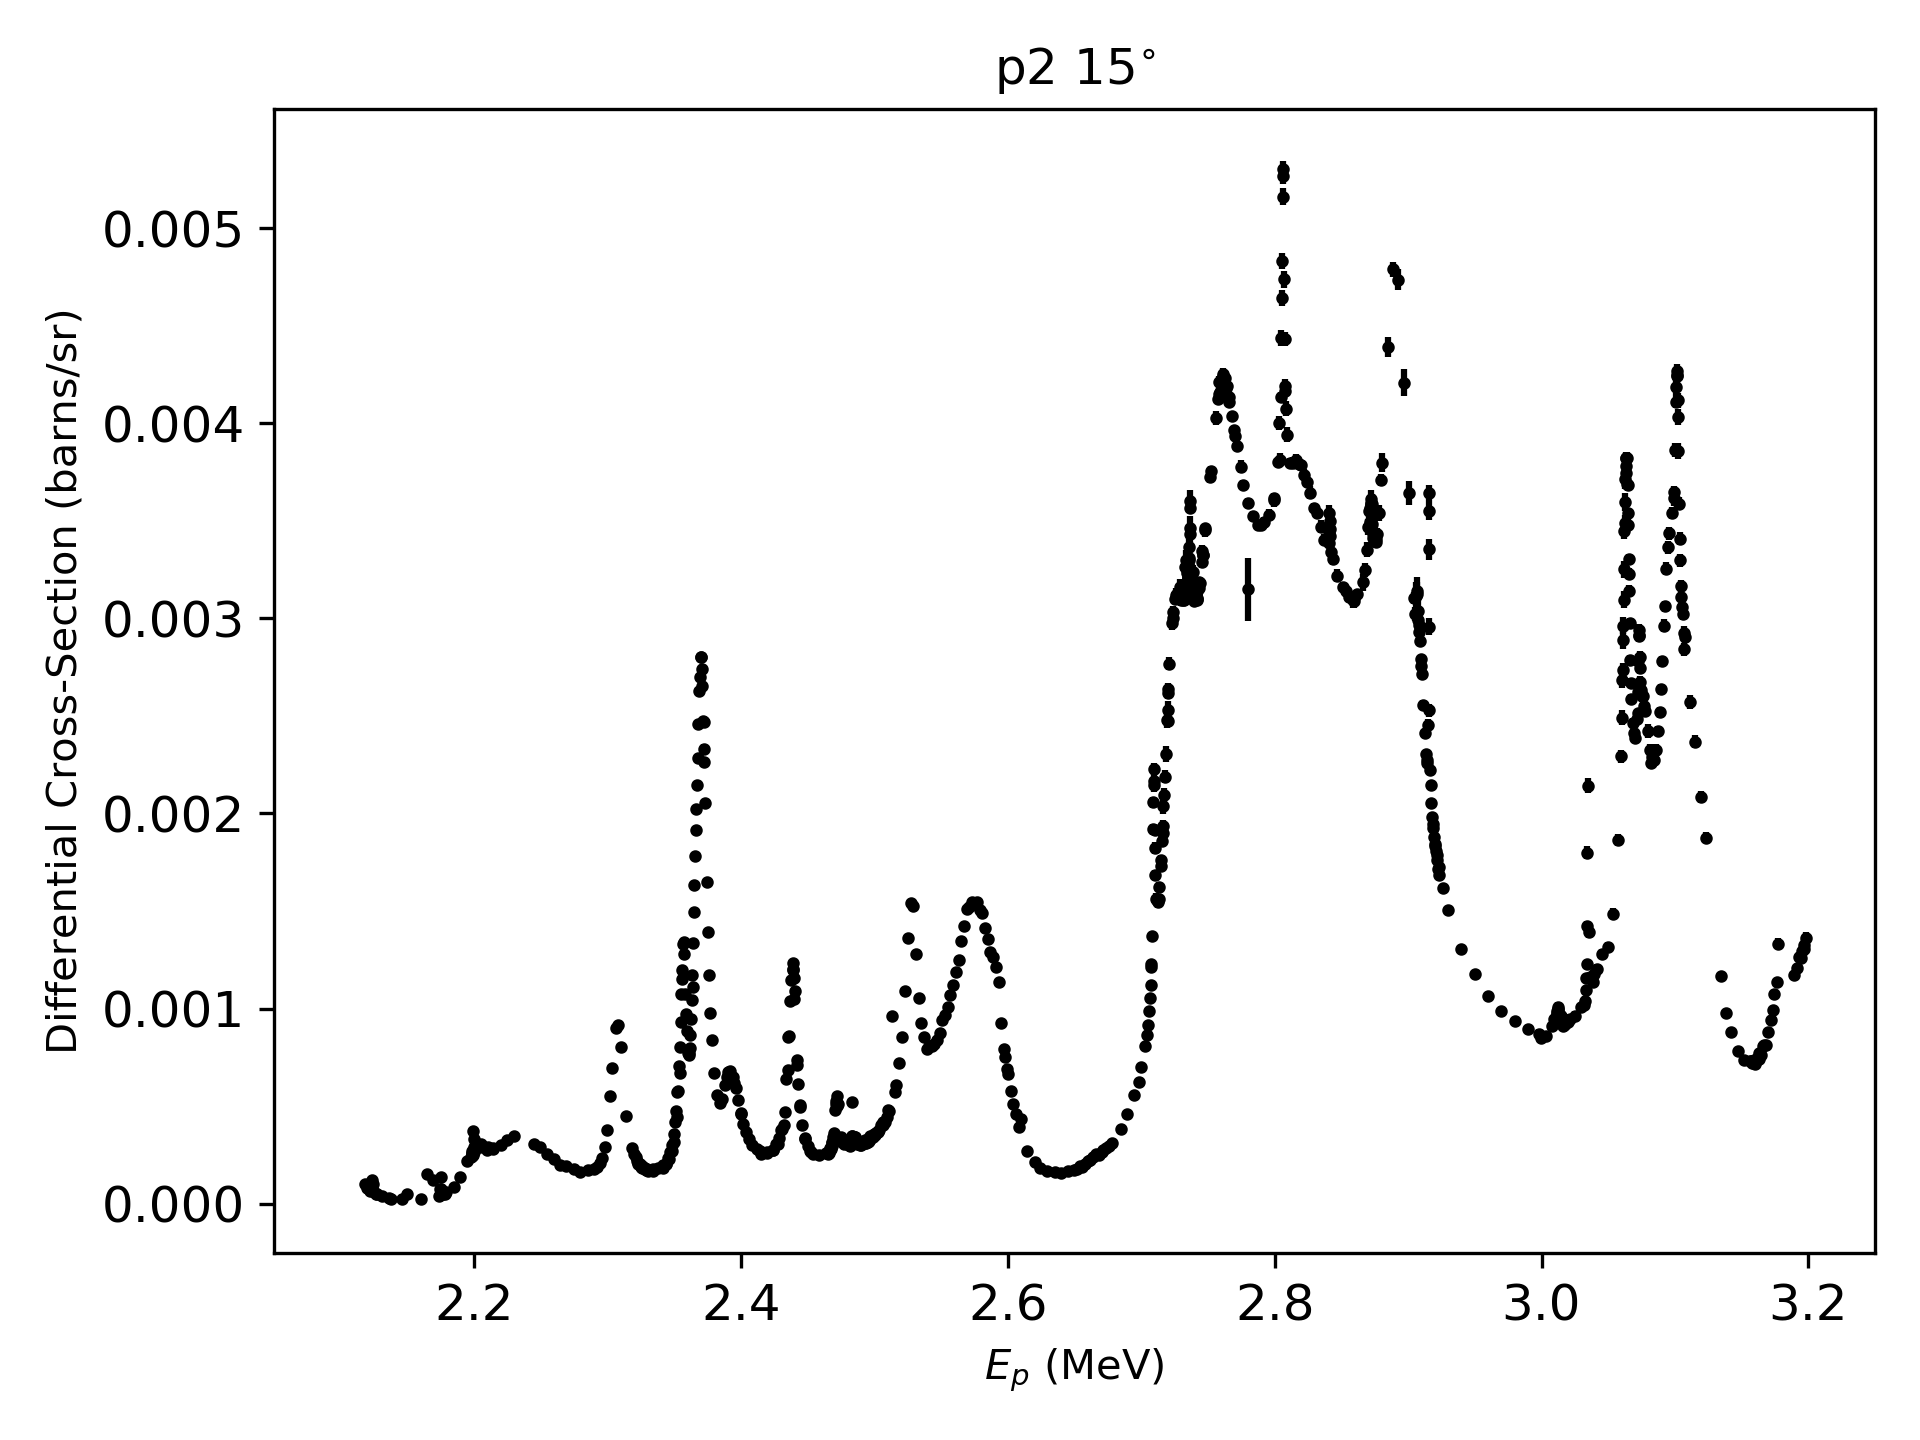 p2 15°
Differential Cross-Section (barns/sr)
0.005
0.004
0.003
0.002
0.001
0.000
2.2 2.4 2.6 2.8 3.0 3.2
E_p (MeV)